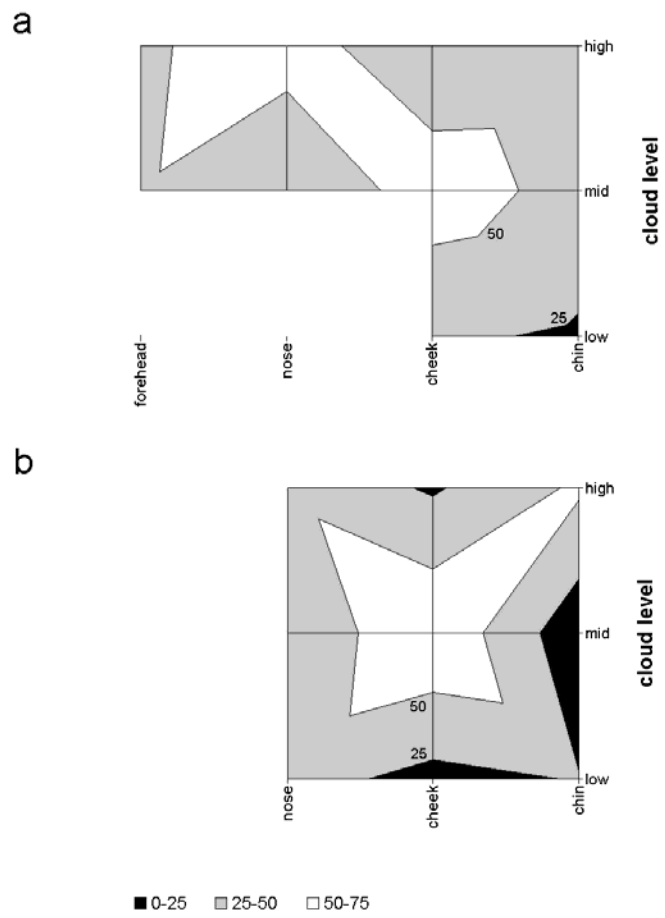 a
high
cloud level
mid
50
25
low
forehead
nose
cheek
chin
b
high
cloud level
mid
50
25
low
nose
cheek
chin
0-25 25-50 50-75